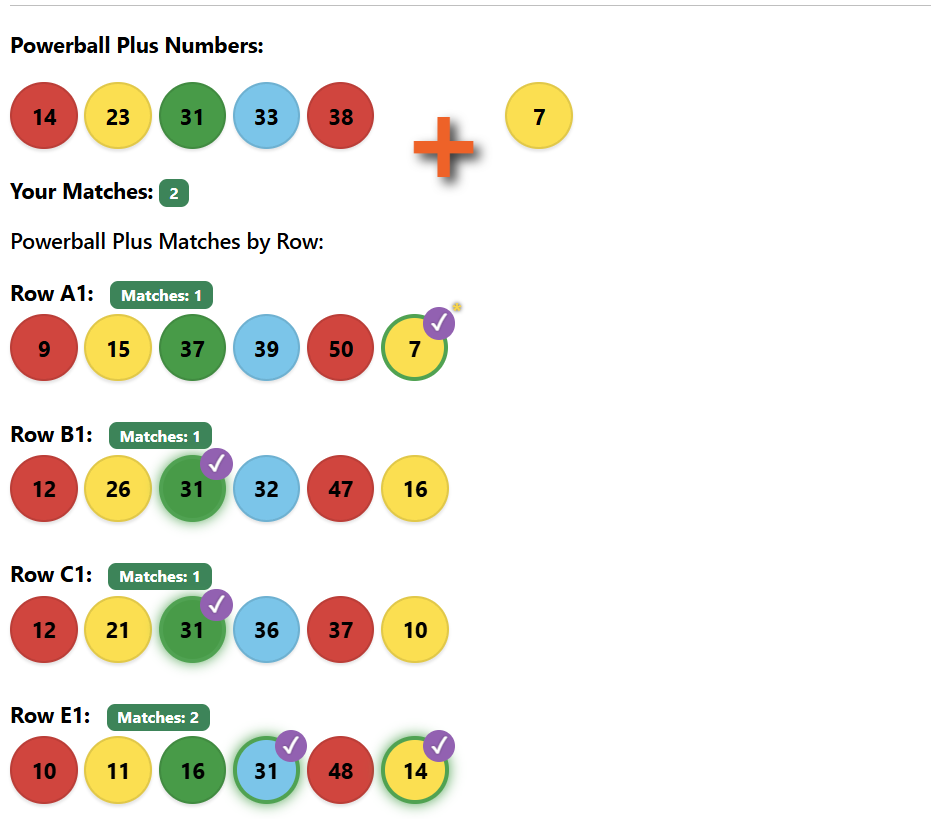 Powerball Plus Numbers:
14 23 31 33 38 + 7
Your Matches: 2
Powerball Plus Matches by Row:
Row A1: Matches: 1
9 15 37 39 50 7
Row B1: Matches: 1
12 26 31 32 47 16
Row C1: Matches: 1
12 21 31 36 37 10
Row E1: Matches: 2
10 11 16 31 48 14